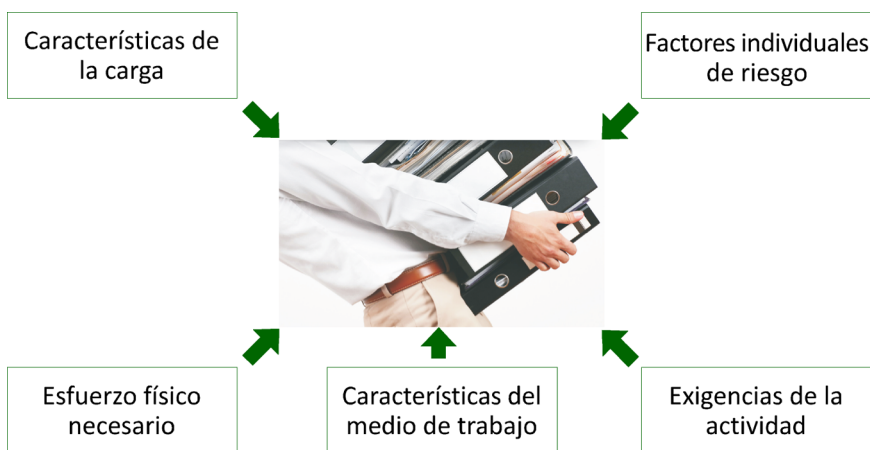 Características de
la carga
Factores individuales
de riesgo
Esfuerzo físico
necesario
Características del
medio de trabajo
Exigencias de la
actividad